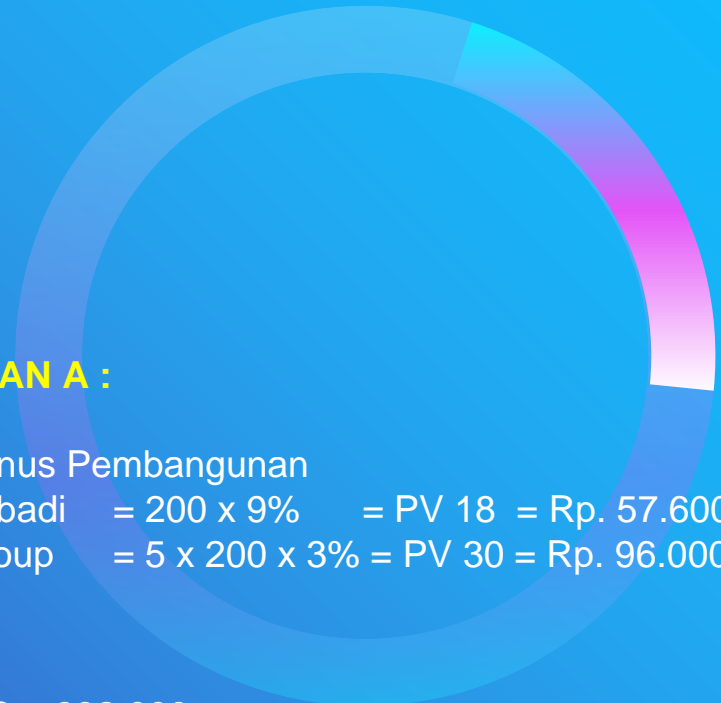 AN A :
nus Pembangunan
badi = 200 x 9% = PV 18 = Rp. 57.600
oup = 5 x 200 x 3% = PV 30 = Rp. 96.000